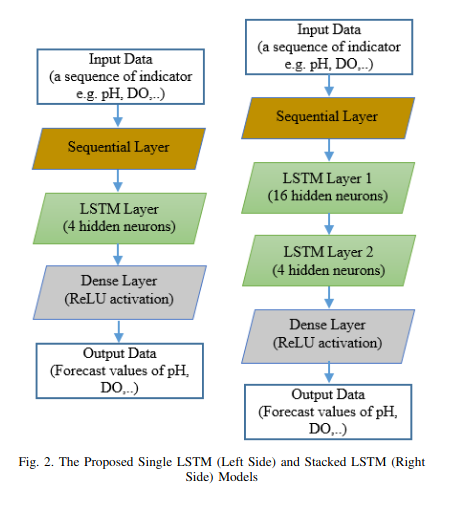 Input Data
(a sequence of indicator
e.g. pH, DO,..)
Sequential Layer
LSTM Layer
(4 hidden neurons)
Dense Layer
(ReLU activation)
Output Data
(Forecast values of pH,
DO,..)
Input Data
(a sequence of indicator
e.g. pH, DO,..)
Sequential Layer
LSTM Layer 1
(16 hidden neurons)
LSTM Layer 2
(4 hidden neurons)
Dense Layer
(ReLU activation)
Output Data
(Forecast values of pH,
DO,..)
Fig. 2. The Proposed Single LSTM (Left Side) and Stacked LSTM (Right
Side) Models